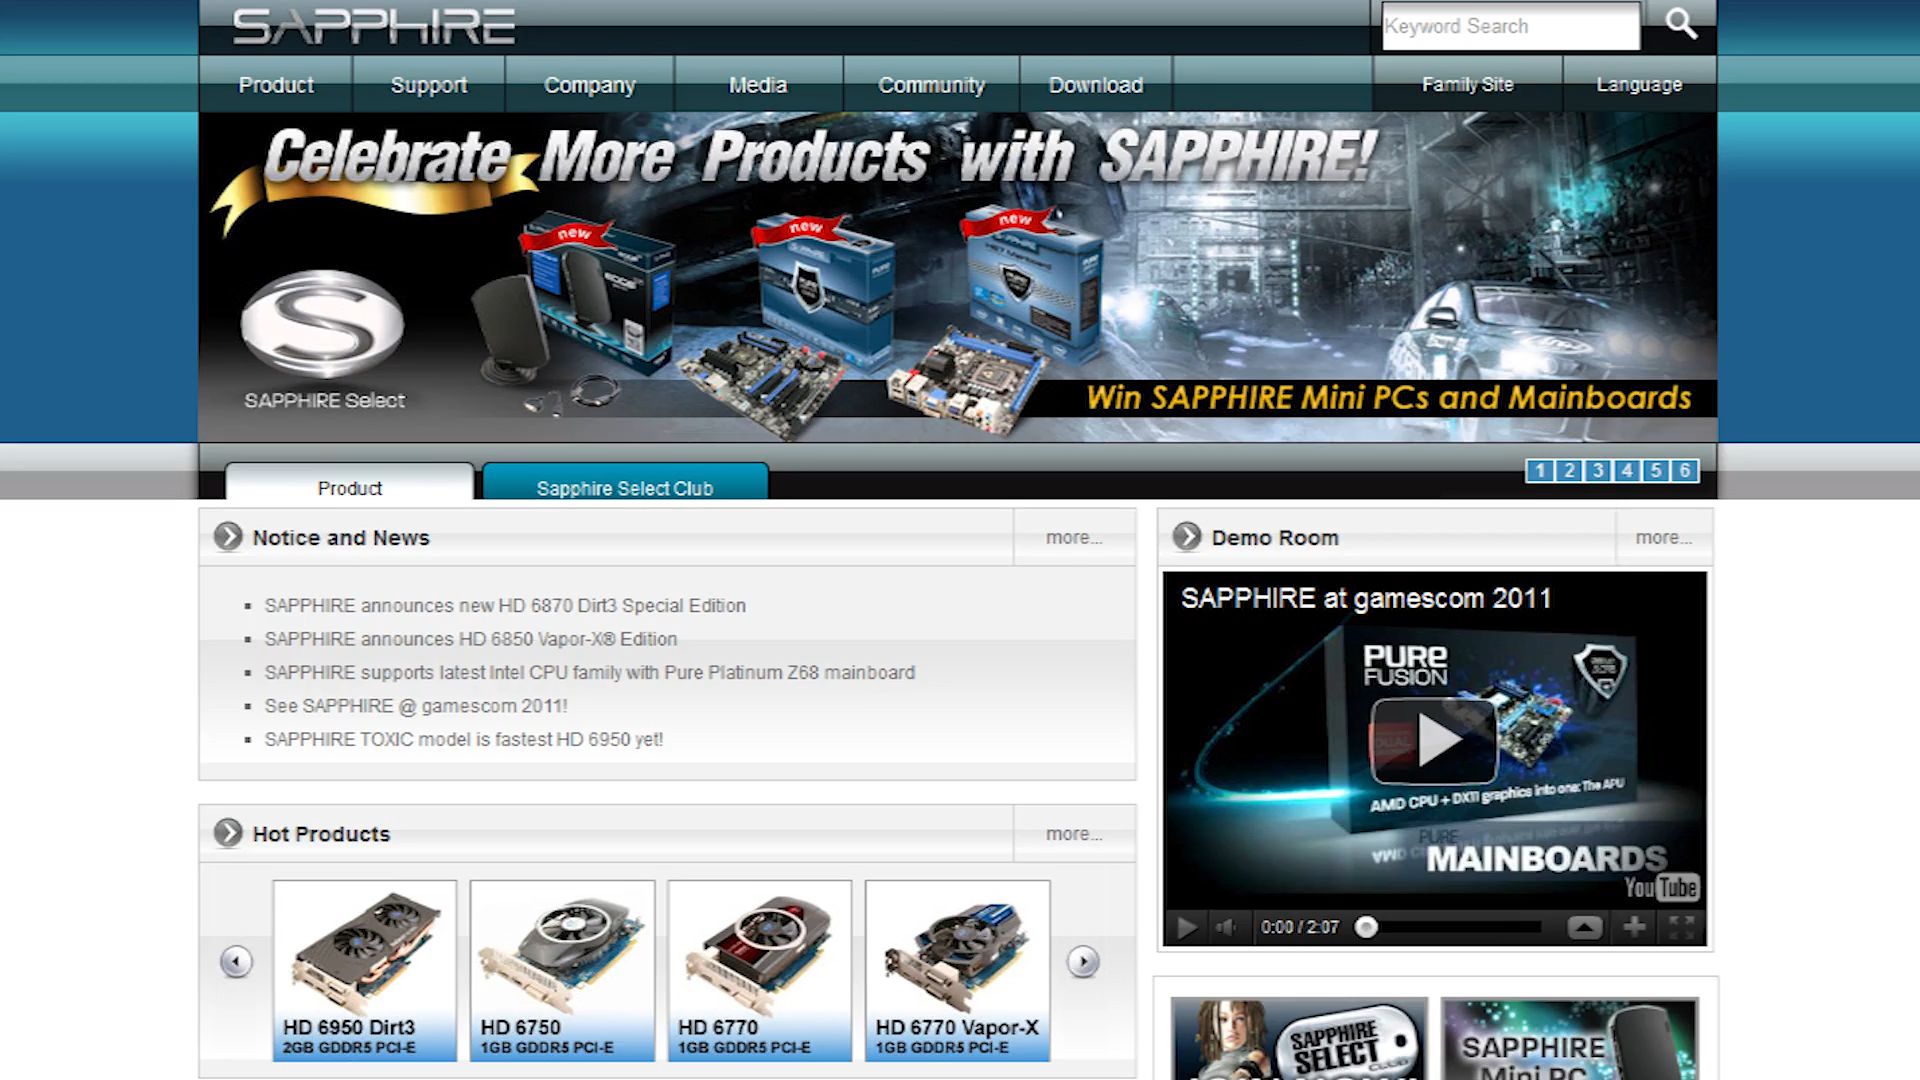 SAPPHIRE
Keyword Search
Product
Support
Company
Media
Community
Download
Family Site
Language
Celebrate More Products with SAPPHIRE!
new
new
new
SAPPHIRE Select
Win SAPPHIRE Mini PCs and Mainboards
Product
Sapphire Select Club
1 2 3 4 5 6
Notice and News
more...
SAPPHIRE announces new HD 6870 Dirt3 Special Edition
SAPPHIRE announces HD 6850 Vapor-X® Edition
SAPPHIRE supports latest Intel CPU family with Pure Platinum Z68 mainboard
See SAPPHIRE @ gamescom 2011!
SAPPHIRE TOXIC model is fastest HD 6950 yet!
Demo Room
more...
SAPPHIRE at gamescom 2011
PURE
FUSION
DUAL
AMD CPU + DX11 graphics into one: The APU
PURE
MAINBOARDS
YouTube
0:00 / 2:07
Hot Products
more...
HD 6950 Dirt3
2GB GDDR5 PCI-E
HD 6750
1GB GDDR5 PCI-E
HD 6770
1GB GDDR5 PCI-E
HD 6770 Vapor-X
1GB GDDR5 PCI-E
SAPPHIRE
SELECT
CLUB
SAPPHIRE
Mini PC